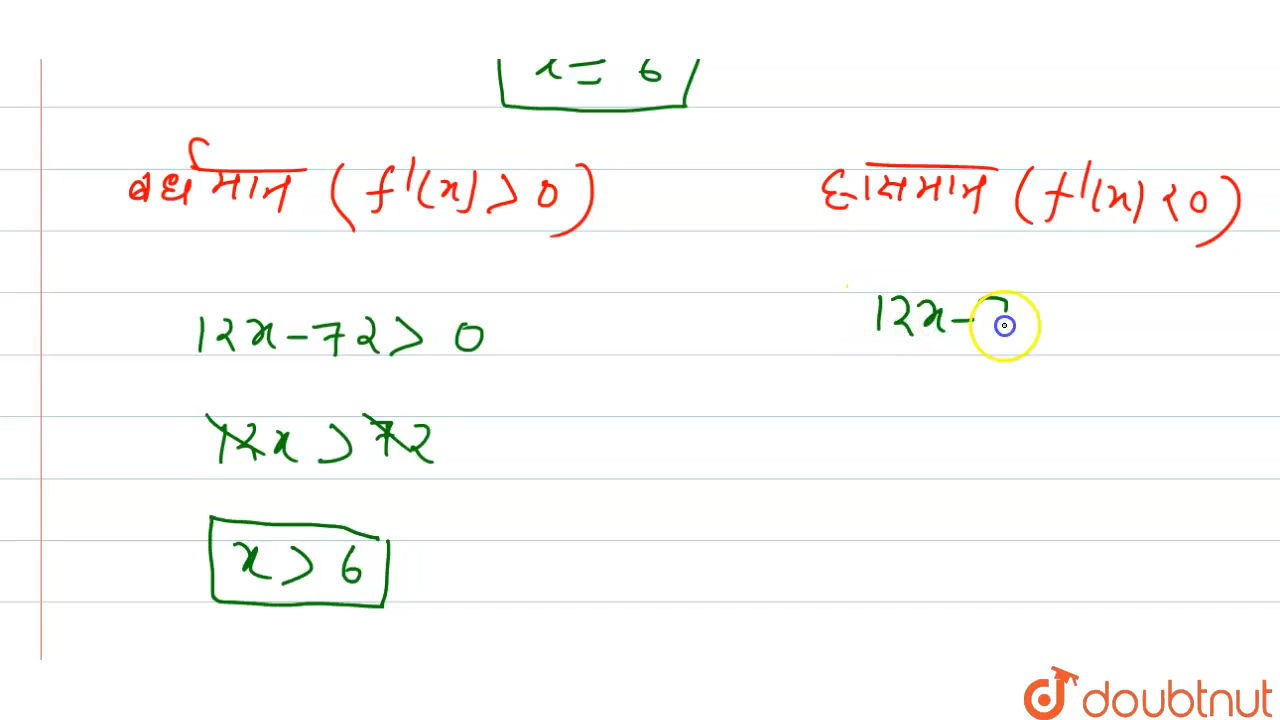 x = 6
वर्धमान (f'(x) > 0)
ह्रासमान (f'(x) < 0)
12x - 72 > 0
12x - 7
12x > 72
x > 6
doubtnut